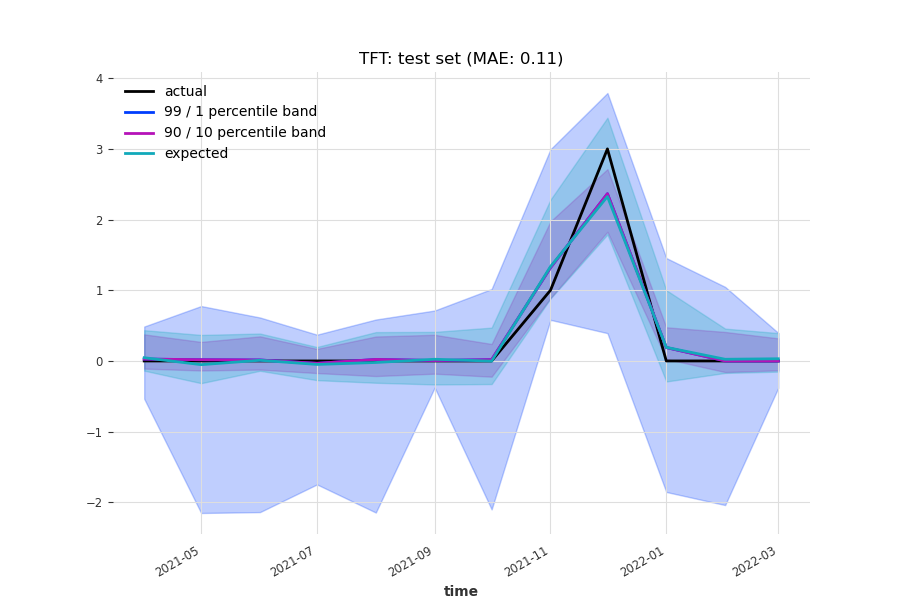 TFT: test set (MAE: 0.11)
actual
99 / 1 percentile band
90 / 10 percentile band
expected
4
3
2
1
0
−1
−2
2021-05
2021-07
2021-09
2021-11
2022-01
2022-03
time